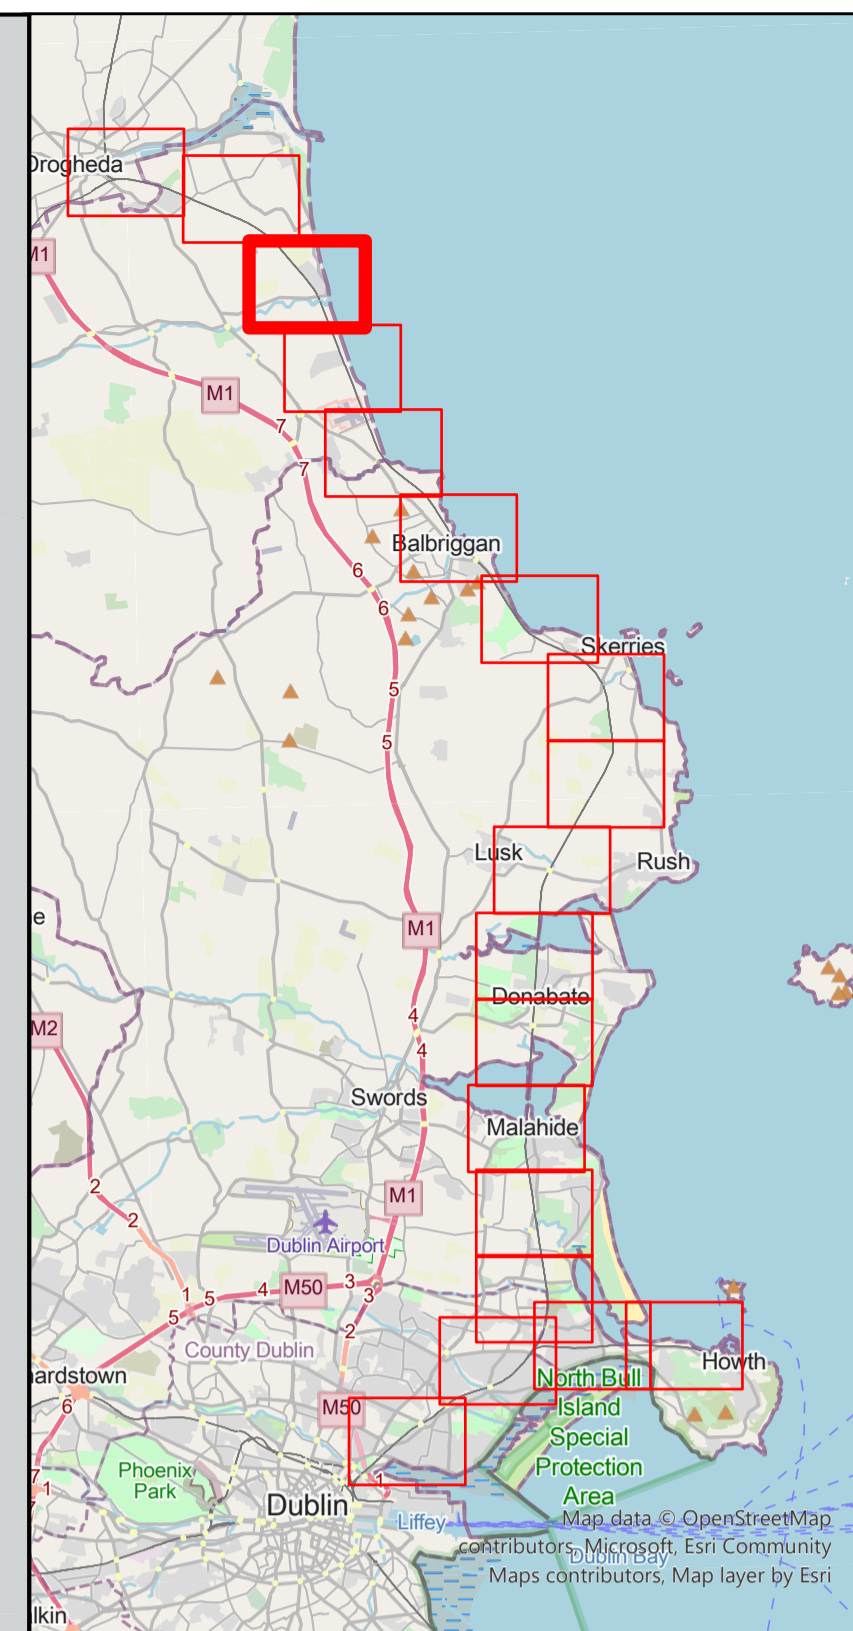 Drogheda
M1
M1
7
7
Balbriggan
6
6
Skerries
5
5
Lusk
Rush
e
M1
M2
Donabate
4
4
Swords
Malahide
2
2
M1
Dublin Airport
1
5
5
4
M50
3
3
2
County Dublin
Howth
ardstown
6
M50
North Bull
Island
Special
Protection
Area
7
1
7
Phoenix
Park
1
Dublin
Liffey
Dublin Bay
lkin
Map data © OpenStreetMap
contributors, Microsoft, Esri Community
Maps contributors, Map layer by Esri